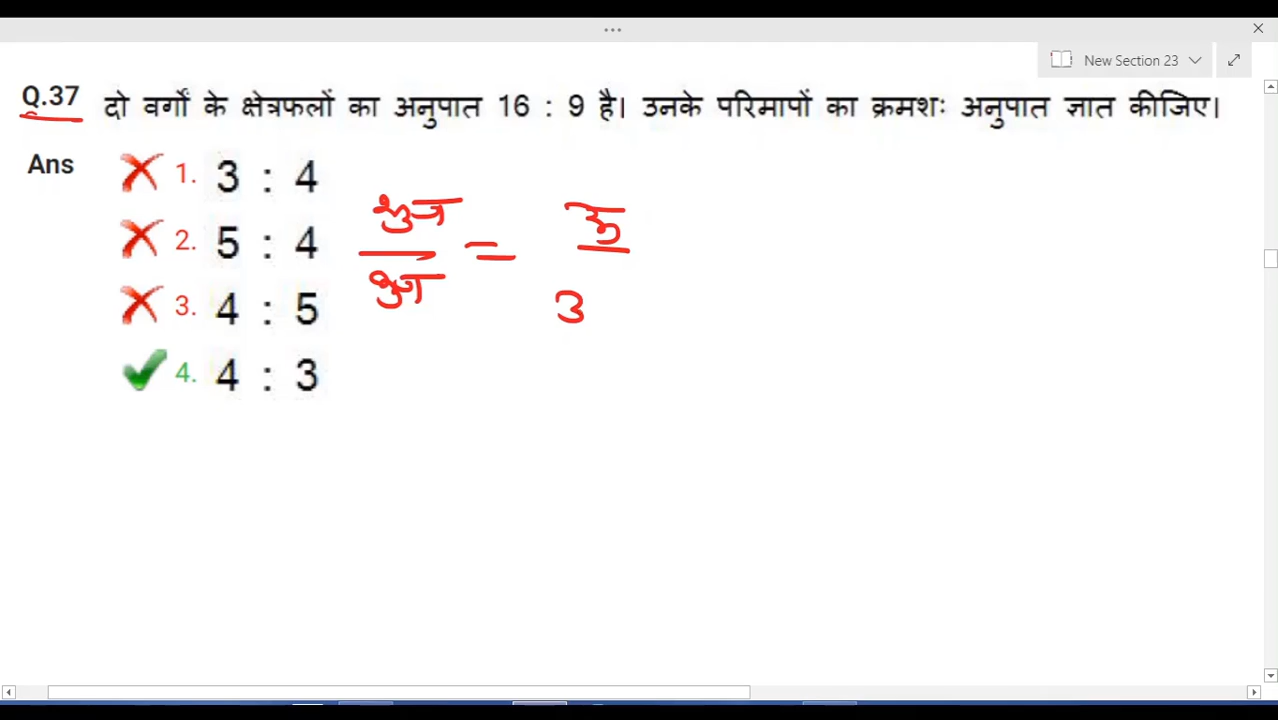 New Section 23
Q.37 दो वर्गों के क्षेत्रफलों का अनुपात 16 : 9 है। उनके परिमापों का क्रमशः अनुपात ज्ञात कीजिए।
Ans
1. 3 : 4
2. 5 : 4
3. 4 : 5
4. 4 : 3
भुज
भुज
=